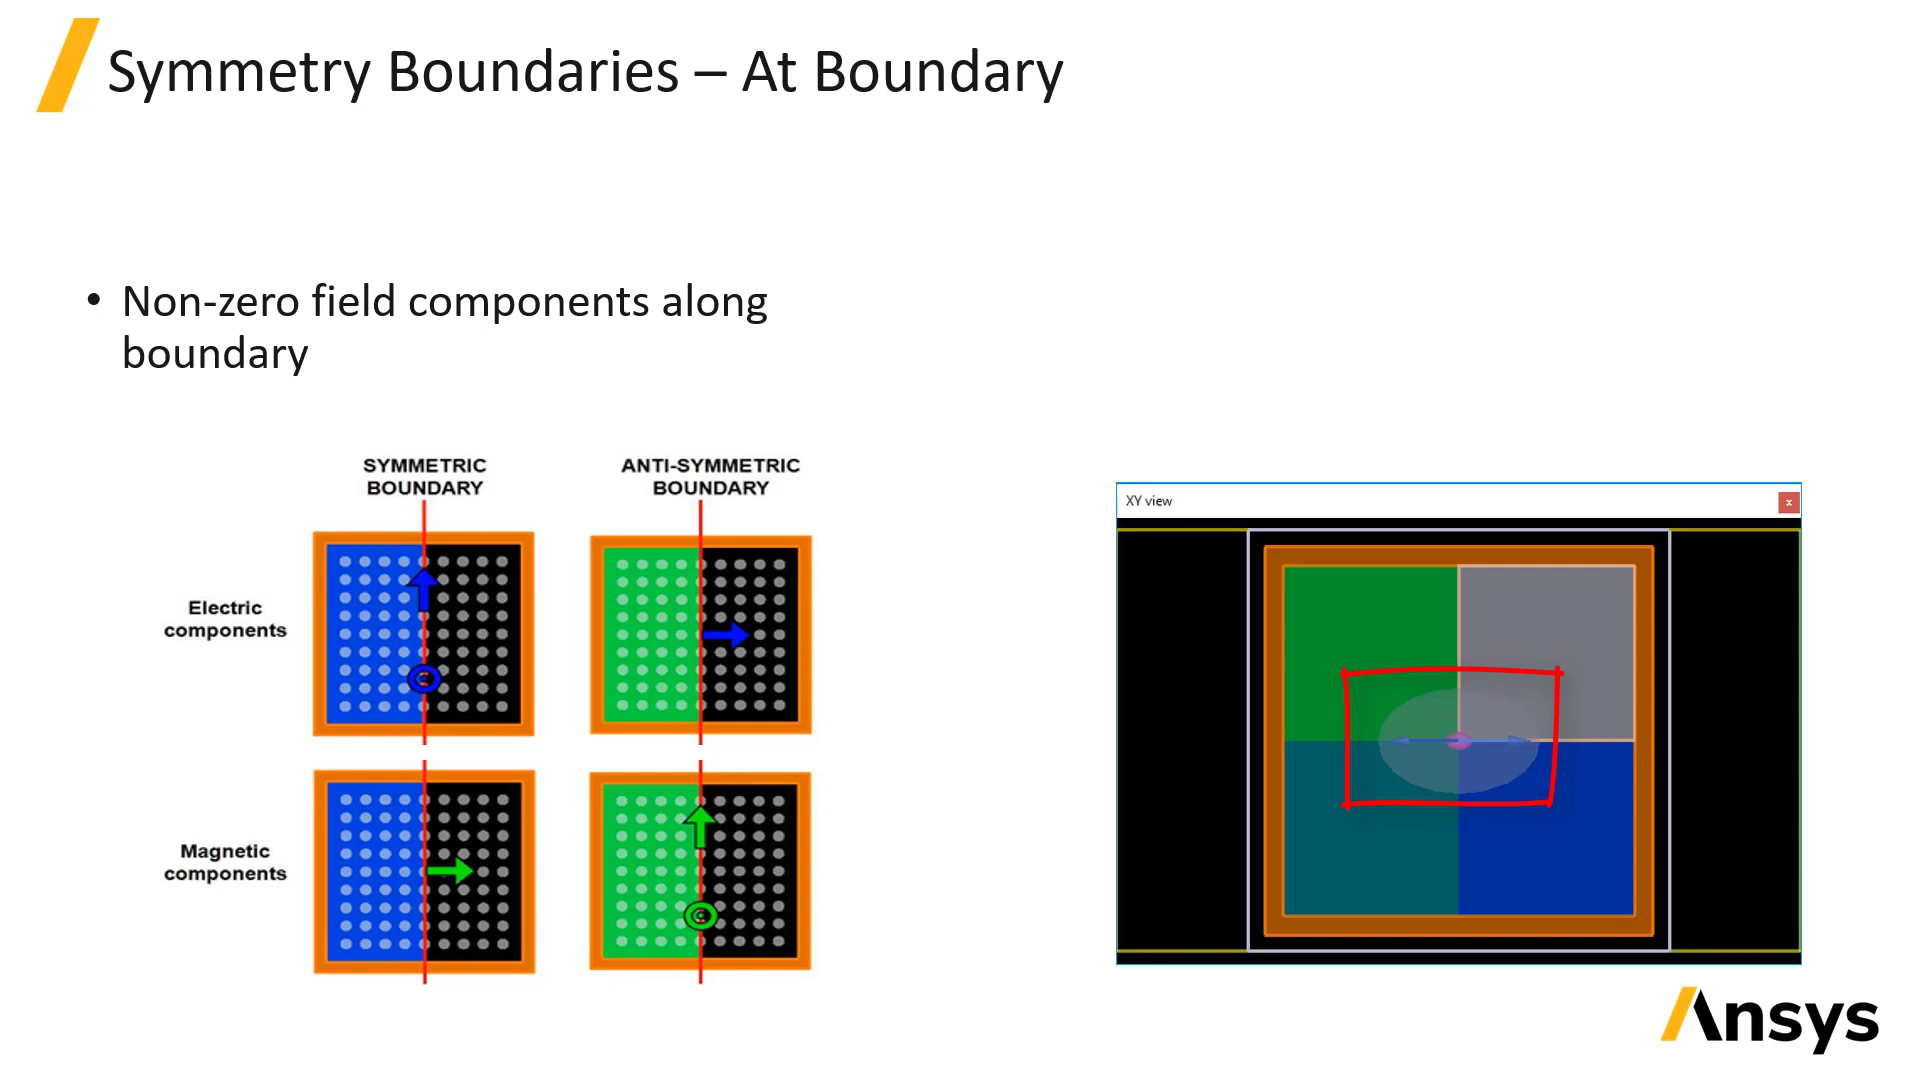 Symmetry Boundaries – At Boundary
• Non-zero field components along
boundary
SYMMETRIC
BOUNDARY
ANTI-SYMMETRIC
BOUNDARY
Electric
components
Magnetic
components
XY view
x
Ansys